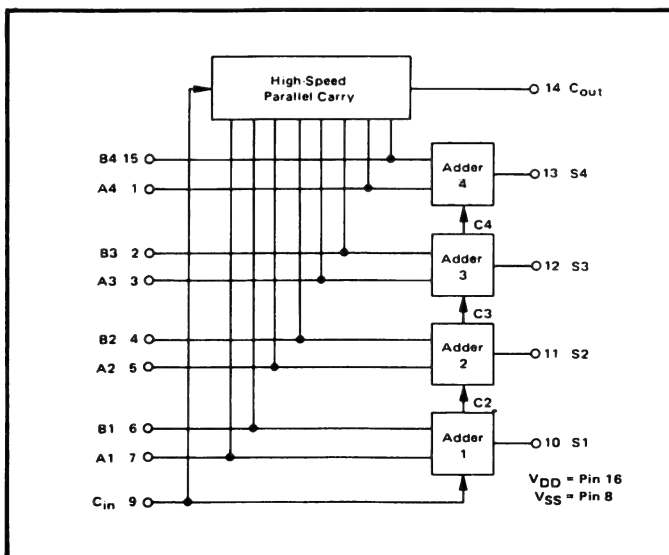 High-Speed
Parallel Carry
14 Cout
B4 15
A4 1
Adder
4
13 S4
C4
B3 2
A3 3
Adder
3
12 S3
C3
B2 4
A2 5
Adder
2
11 S2
C2
B1 6
A1 7
Adder
1
10 S1
Cin 9
VDD = Pin 16
VSS = Pin 8